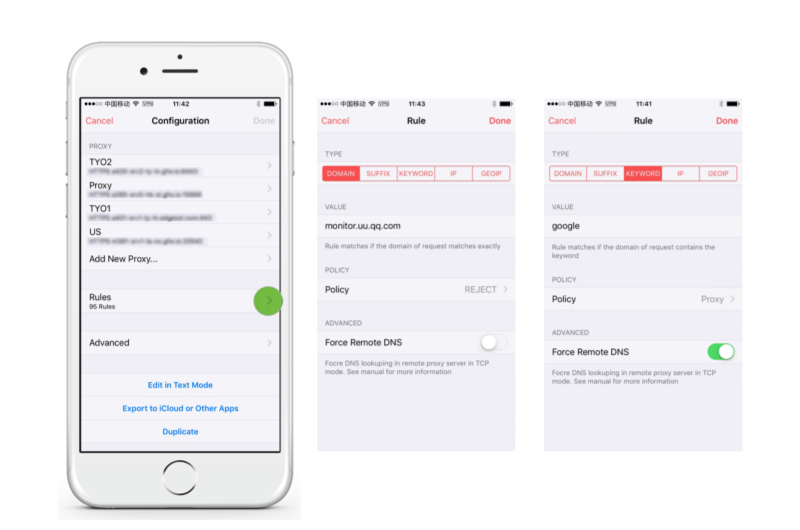 中国移动 VPN 11:42
Cancel Configuration Done
PROXY
TYO2
Proxy
TYO1
US
Add New Proxy...
Rules
95 Rules
Advanced
Edit in Text Mode
Export to iCloud or Other Apps
Duplicate
中国移动 VPN 11:43
Cancel Rule Done
TYPE
DOMAIN SUFFIX KEYWORD IP GEOIP
VALUE
monitor.uu.qq.com
Rule matches if the domain of request matches exactly
POLICY
Policy REJECT
ADVANCED
Force Remote DNS
Focre DNS lookuping in remote proxy server in TCP
mode. See manual for more information
中国移动 VPN 11:41
Cancel Rule Done
TYPE
DOMAIN SUFFIX KEYWORD IP GEOIP
VALUE
google
Rule matches if the domain of request contains the
keyword
POLICY
Policy Proxy
ADVANCED
Force Remote DNS
Focre DNS lookuping in remote proxy server in TCP
mode. See manual for more information